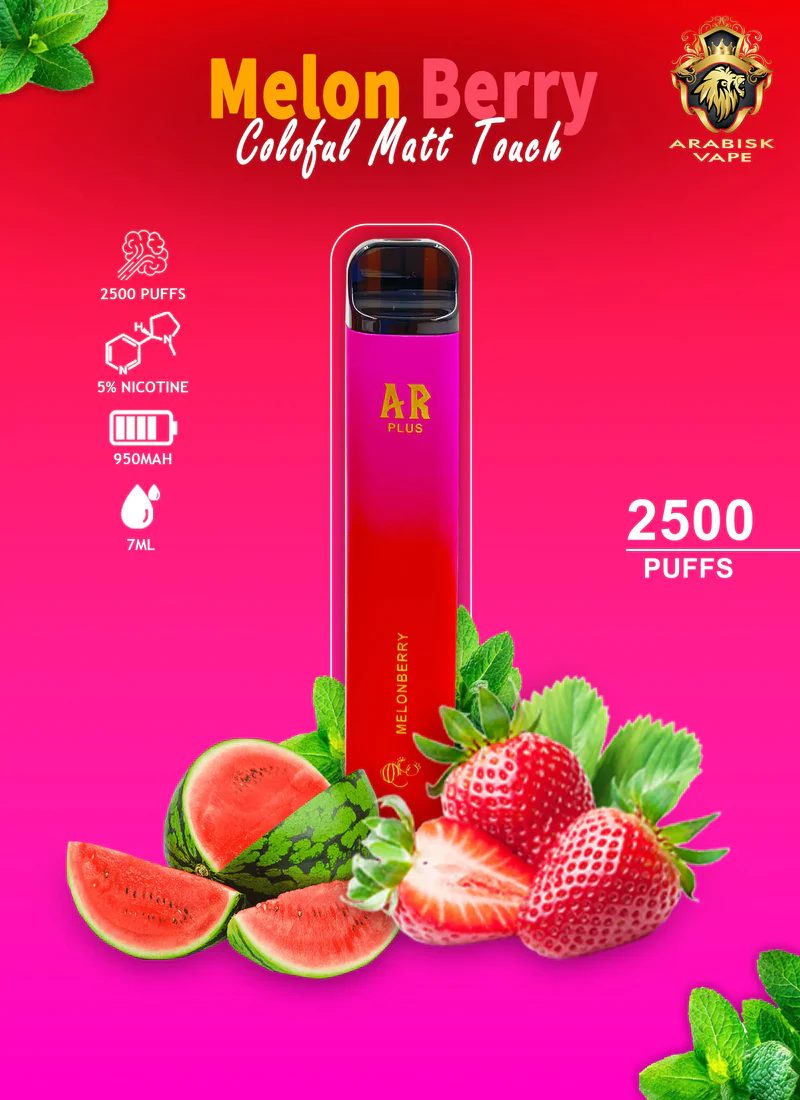 Melon Berry
Coloful Matt Touch
ARABISK
VAPE
2500 PUFFS
H
N
N
5% NICOTINE
950MAH
7ML
AR
PLUS
MELONBERRY
2500
PUFFS